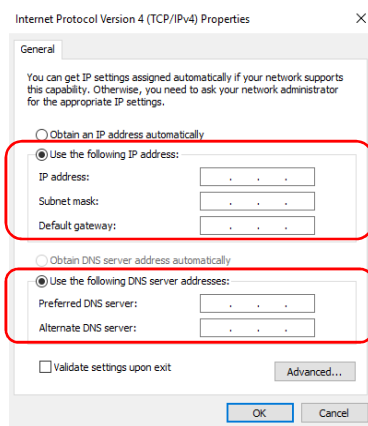 Internet Protocol Version 4 (TCP/IPv4) Properties
General
You can get IP settings assigned automatically if your network supports
this capability. Otherwise, you need to ask your network administrator
for the appropriate IP settings.
Obtain an IP address automatically
Use the following IP address:
IP address:
Subnet mask:
Default gateway:
Obtain DNS server address automatically
Use the following DNS server addresses:
Preferred DNS server:
Alternate DNS server:
Validate settings upon exit
Advanced...
OK Cancel